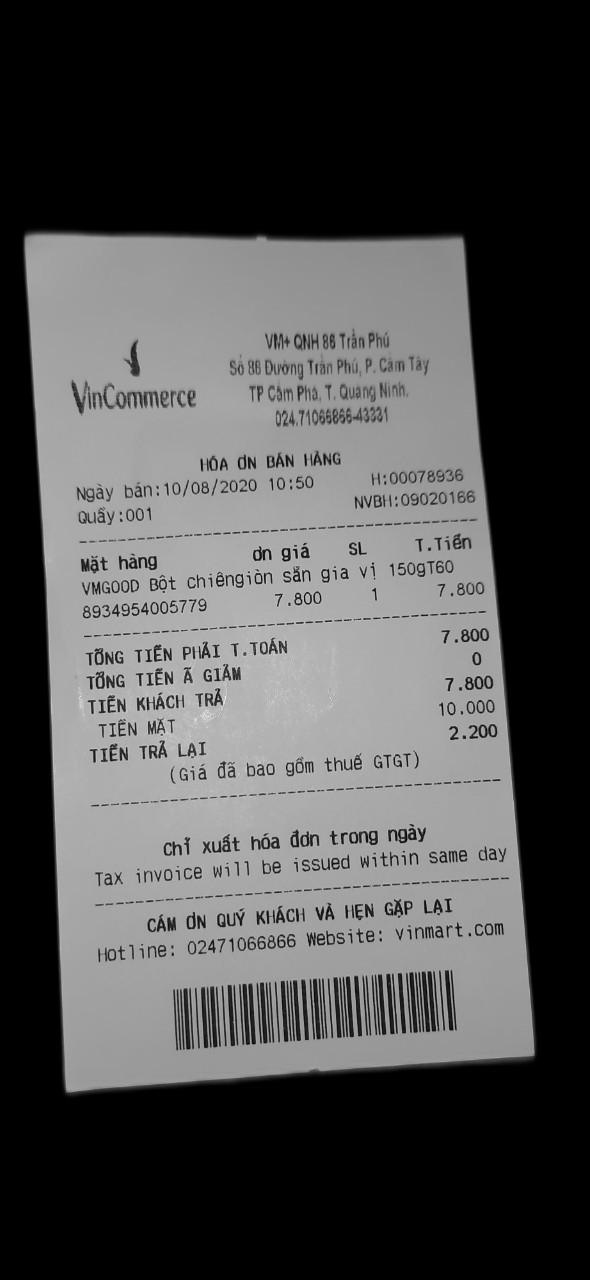 VinCommerce
VM+ QNH 86 Trần Phú
Số 86 Đường Trần Phú, P. Cẩm Tây
TP Cẩm Phả, T. Quảng Ninh.
024.71066866-43331
HÓA ƠN BÁN HÀNG
Ngày bán:10/08/2020 10:50 H:00078936
Quầy:001 NVBH:09020166
Mặt hàng ơn giá SL T.Tiền
VMGOOD Bột chiêngiòn sẵn gia vị 150gT60
8934954005779 7.800 1 7.800
TỔNG TIỀN PHẢI T.TOÁN 7.800
TỔNG TIỀN Ã GIẢM 0
TIỀN KHÁCH TRẢ 7.800
TIỀN MẶT 10.000
TIỀN TRẢ LẠI 2.200
(Giá đã bao gồm thuế GTGT)
Chỉ xuất hóa đơn trong ngày
Tax invoice will be issued within same day
CÁM ƠN QUÝ KHÁCH VÀ HẸN GẶP LẠI
Hotline: 02471066866 Website: vinmart.com